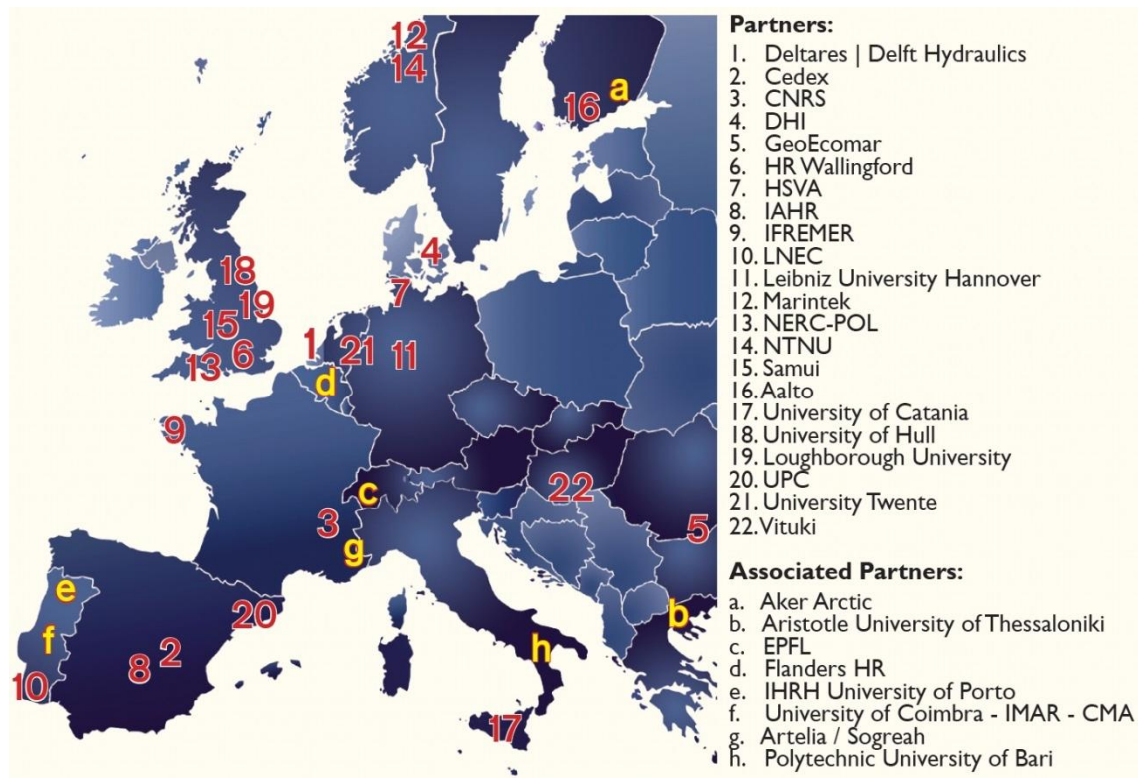 Partners:
1. Deltares | Delft Hydraulics
2. Cedex
3. CNRS
4. DHI
5. GeoEcomar
6. HR Wallingford
7. HSVA
8. IAHR
9. IFREMER
10. LNEC
11. Leibniz University Hannover
12. Marintek
13. NERC-POL
14. NTNU
15. Samui
16. Aalto
17. University of Catania
18. University of Hull
19. Loughborough University
20. UPC
21. University Twente
22. Vituki
Associated Partners:
a. Aker Arctic
b. Aristotle University of Thessaloniki
c. EPFL
d. Flanders HR
e. IHRH University of Porto
f. University of Coimbra - IMAR - CMA
g. Artelia / Sogreah
h. Polytechnic University of Bari
12
14
16 a
4
18
7
19
15
1 21 11
13 6
d
9
c 22
3
5
g
e
20
b
f
h
8 2
10
17